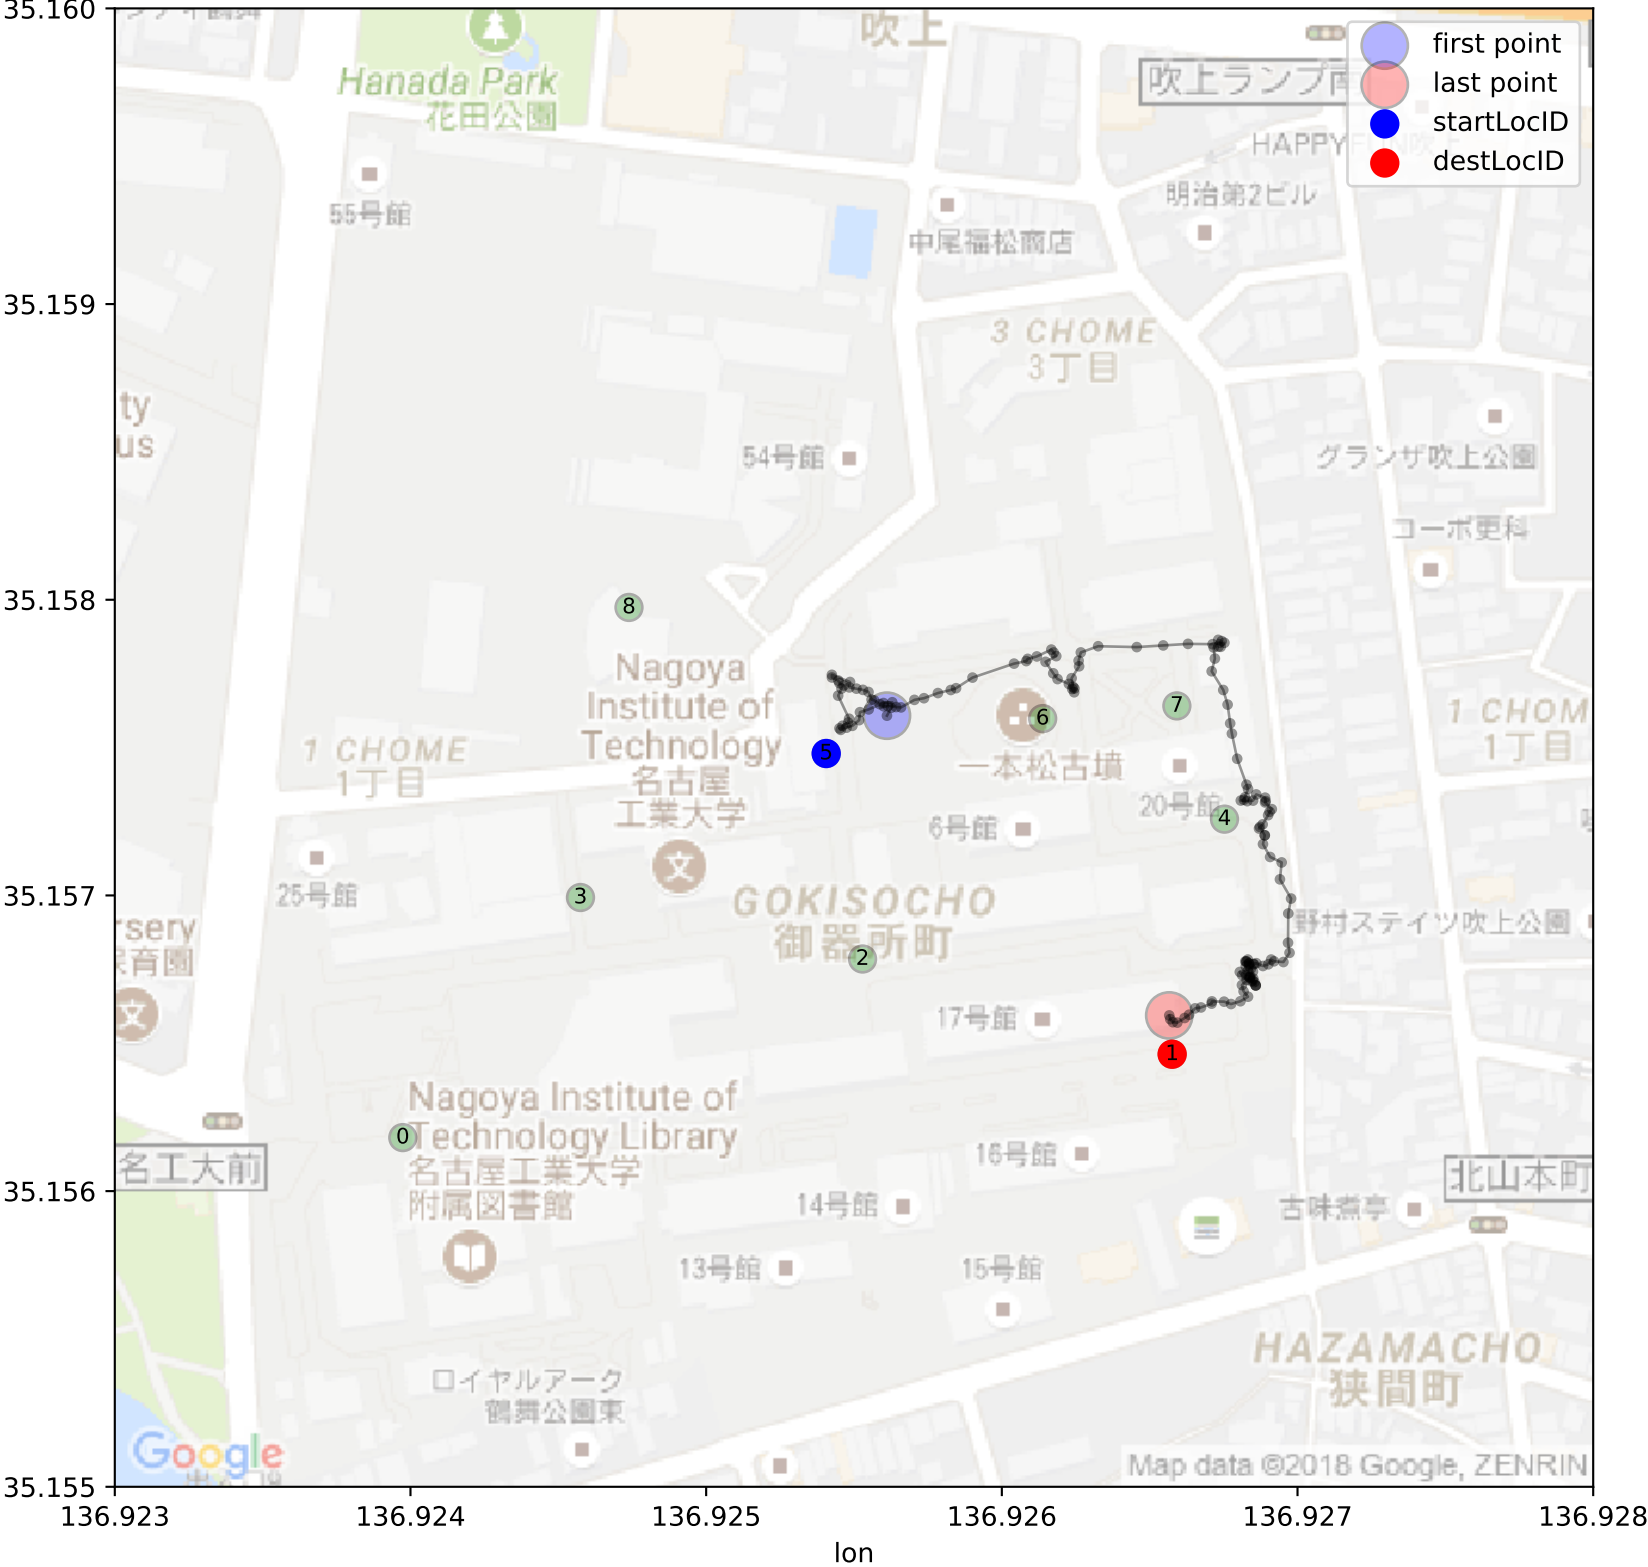 35.160
35.159
35.158
35.157
35.156
35.155
136.923
136.924
136.925
136.926
136.927
136.928
lon
first point
last point
startLocID
destLocID
吹上
Hanada Park
花田公園
吹上ランプ南
55号館
中尾福松商店
明治第2ビル
3 CHOME
3丁目
ty
us
54号館
グランザ吹上公園
コーポ更科
8
Nagoya
Institute of
Technology
名古屋
工業大学
1 CHOME
1丁目
5
6
7
一本松古墳
1 CHOM
1丁目
20号館
4
6号館
25号館
3
GOKISOCHO
御器所町
2
rsery
保育園
野村ステイツ吹上公園
17号館
1
Nagoya Institute of
Technology Library
名古屋工業大学
附属図書館
0
名工大前
16号館
北山本町
14号館
古味煮亭
13号館
15号館
HAZAMACHO
狭間町
ロイヤルアーク
鶴舞公園東
Google
Map data ©2018 Google, ZENRIN